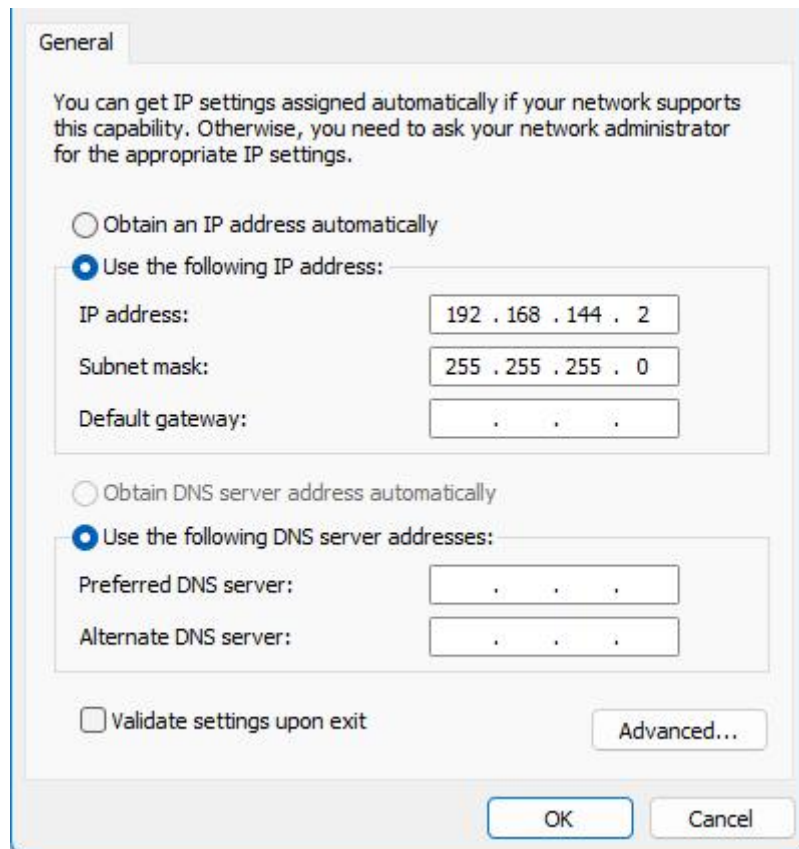 General
You can get IP settings assigned automatically if your network supports
this capability. Otherwise, you need to ask your network administrator
for the appropriate IP settings.
Obtain an IP address automatically
Use the following IP address:
IP address:
192 . 168 . 144 . 2
Subnet mask:
255 . 255 . 255 . 0
Default gateway:
. . .
Obtain DNS server address automatically
Use the following DNS server addresses:
Preferred DNS server:
. . .
Alternate DNS server:
. . .
Validate settings upon exit
Advanced...
OK
Cancel